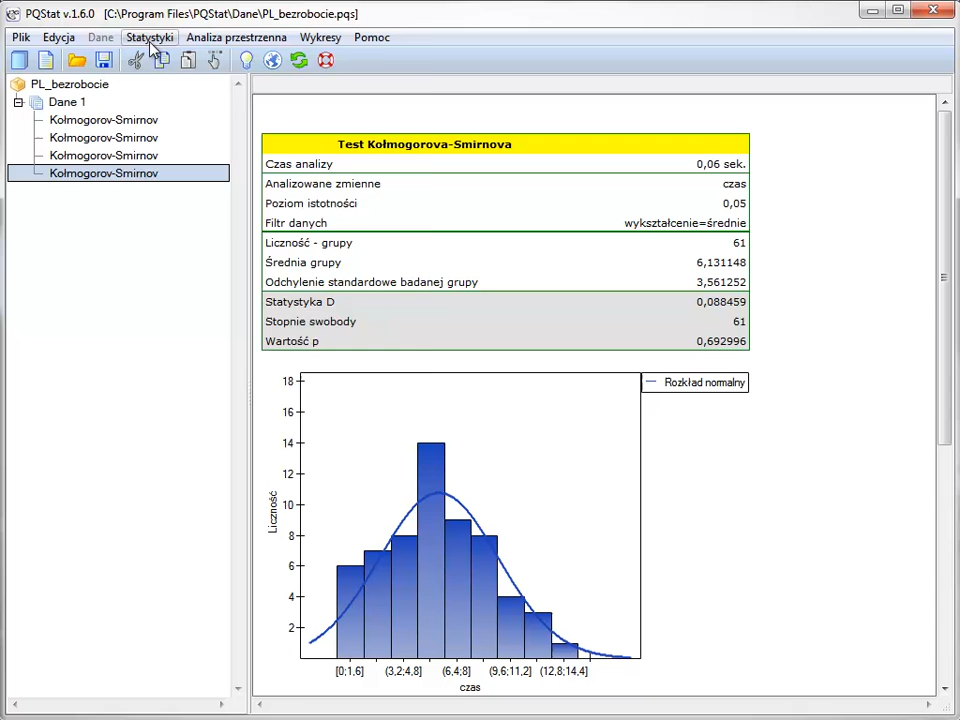 PQStat v.1.6.0 [C:\Program Files\PQStat\Dane\PL_bezrobocie.pqs]
Plik Edycja Dane Statystyki Analiza przestrzenna Wykresy Pomoc
PL_bezrobocie
Dane 1
Kołmogorov-Smirnov
Kołmogorov-Smirnov
Kołmogorov-Smirnov
Kołmogorov-Smirnov
Test Kołmogorova-Smirnova
Czas analizy 0,06 sek.
Analizowane zmienne czas
Poziom istotności 0,05
Filtr danych wykształcenie=średnie
Liczność - grupy 61
Średnia grupy 6,131148
Odchylenie standardowe badanej grupy 3,561252
Statystyka D 0,088459
Stopnie swobody 61
Wartość p 0,692996
Rozkład normalny
18
16
14
12
10
8
6
4
2
Liczność
[0;1,6] (3,2;4,8] (6,4;8] (9,6;11,2] (12,8;14,4]
czas